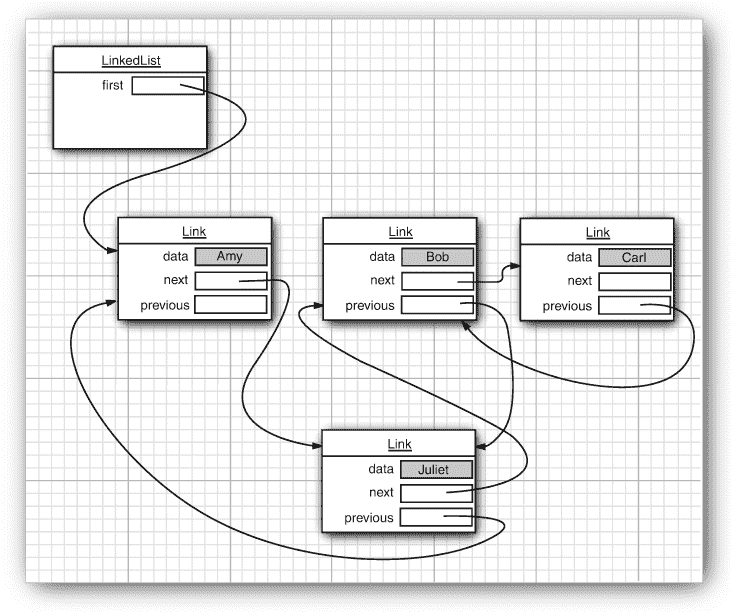 LinkedList
first
Link
data Amy
next
previous
Link
data Bob
next
previous
Link
data Carl
next
previous
Link
data Juliet
next
previous